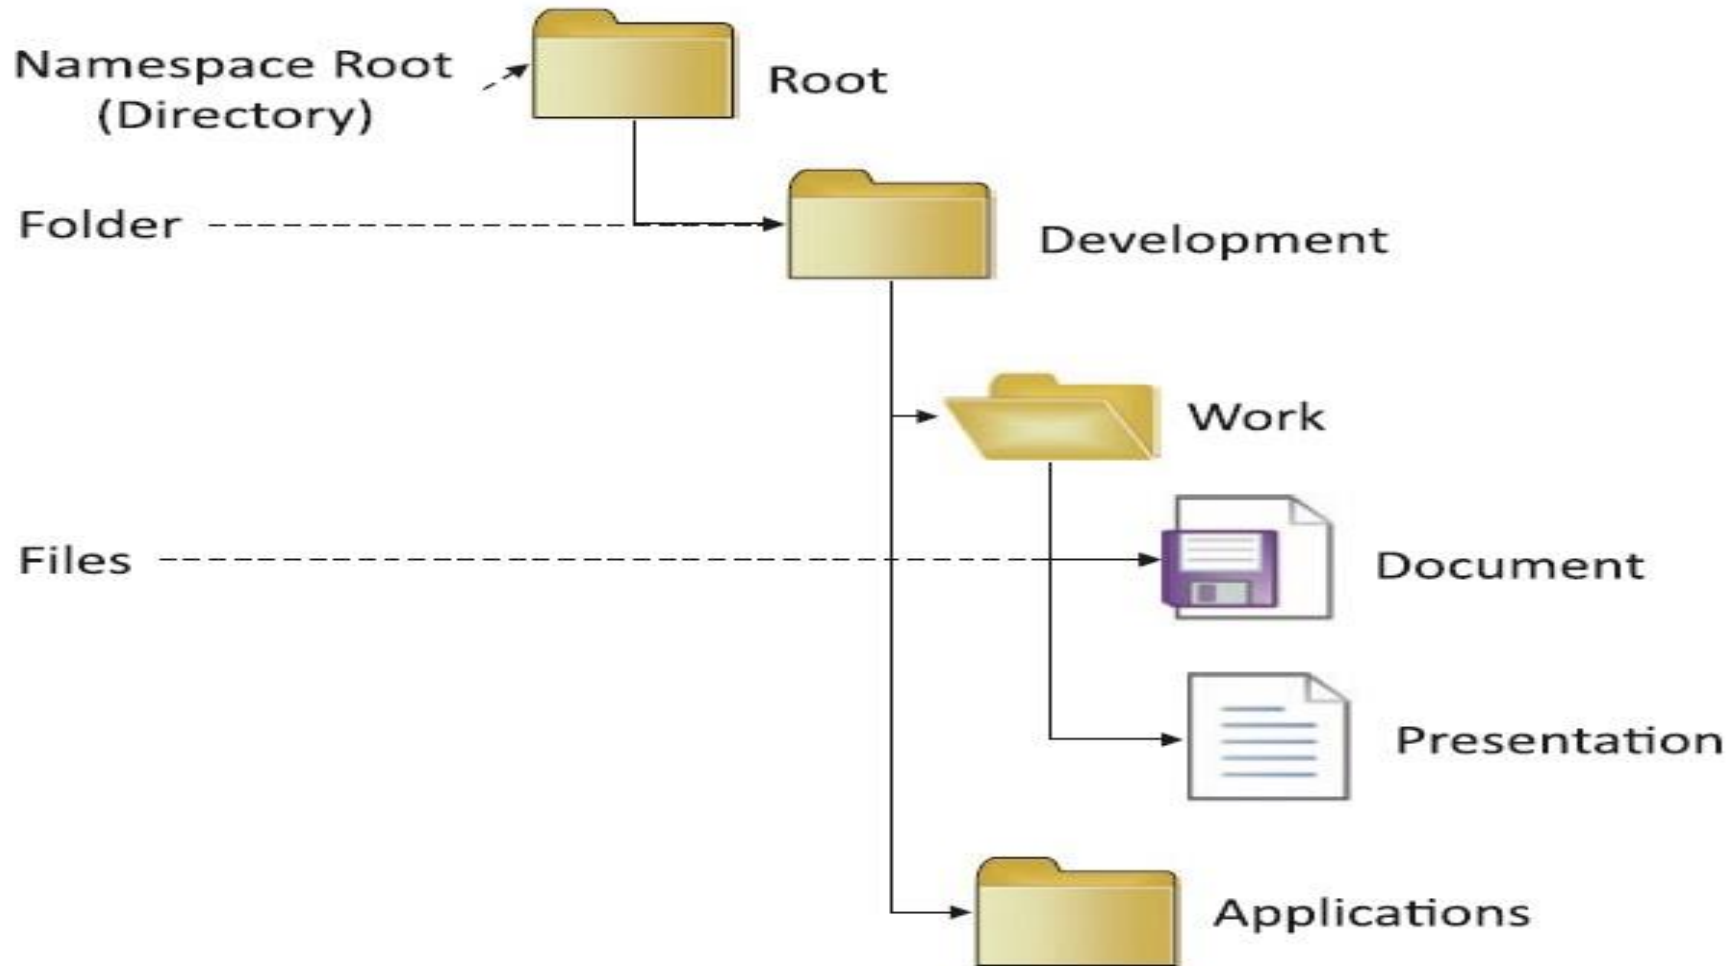 Namespace Root
(Directory)
Root
Folder
Development
Work
Files
Document
Presentation
Applications